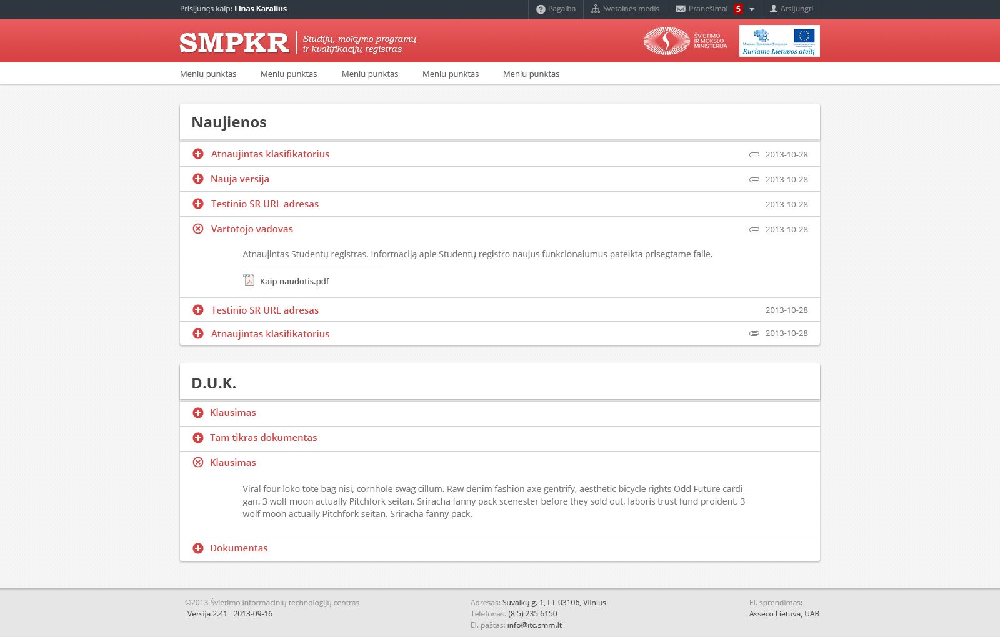 Prisijunęs kaip: Linas Karalius
Pagalba
Svetainės medis
Pranešimai 5
Atsijungti
SMPKR
Studijų, mokymo programų
ir kvalifikacijų registras
ŠVIETIMO
IR MOKSLO
MINISTERIJA
Kuriame Lietuvos ateitį
Meniu punktas Meniu punktas Meniu punktas Meniu punktas Meniu punktas
Naujienos
Atnaujintas klasifikatorius 2013-10-28
Nauja versija 2013-10-28
Testinio SR URL adresas 2013-10-28
Vartotojo vadovas 2013-10-28
Atnaujintas Studentų registras. Informaciją apie Studentų registro naujus funkcionalumus pateikta prisegtame faile.
Kaip naudotis.pdf
Testinio SR URL adresas 2013-10-28
Atnaujintas klasifikatorius 2013-10-28
D.U.K.
Klausimas
Tam tikras dokumentas
Klausimas
Viral four loko tote bag nisi, cornhole swag cillum. Raw denim fashion axe gentrify, aesthetic bicycle rights Odd Future cardi-
gan. 3 wolf moon actually Pitchfork seitan. Sriracha fanny pack scenester before they sold out, laboris trust fund proident. 3
wolf moon actually Pitchfork seitan. Sriracha fanny pack.
Dokumentas
©2013 Švietimo informacinių technologijų centras
Versija 2.41 2013-09-16
Adresas: Suvalkų g. 1, LT-03106, Vilnius
Telefonas. (8 5) 235 6150
El. paštas: info@itc.smm.lt
El. sprendimas:
Asseco Lietuva, UAB